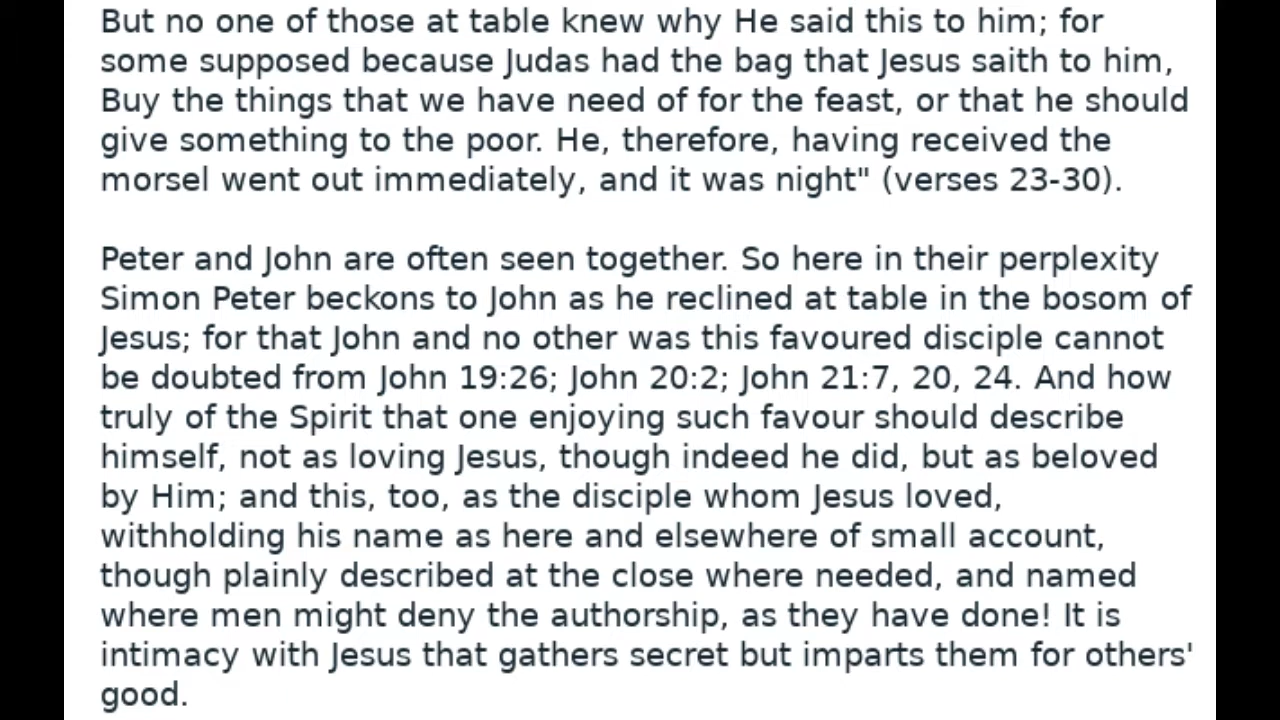 But no one of those at table knew why He said this to him; for
some supposed because Judas had the bag that Jesus saith to him,
Buy the things that we have need of for the feast, or that he should
give something to the poor. He, therefore, having received the
morsel went out immediately, and it was night" (verses 23-30).
Peter and John are often seen together. So here in their perplexity
Simon Peter beckons to John as he reclined at table in the bosom of
Jesus; for that John and no other was this favoured disciple cannot
be doubted from John 19:26; John 20:2; John 21:7, 20, 24. And how
truly of the Spirit that one enjoying such favour should describe
himself, not as loving Jesus, though indeed he did, but as beloved
by Him; and this, too, as the disciple whom Jesus loved,
withholding his name as here and elsewhere of small account,
though plainly described at the close where needed, and named
where men might deny the authorship, as they have done! It is
intimacy with Jesus that gathers secret but imparts them for others'
good.